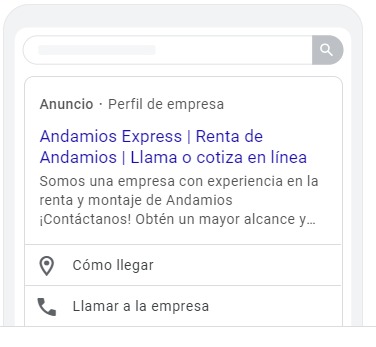 Anuncio · Perfil de empresa
Andamios Express | Renta de
Andamios | Llama o cotiza en línea
Somos una empresa con experiencia en la
renta y montaje de Andamios
¡Contáctanos! Obtén un mayor alcance y…
Cómo llegar
Llamar a la empresa